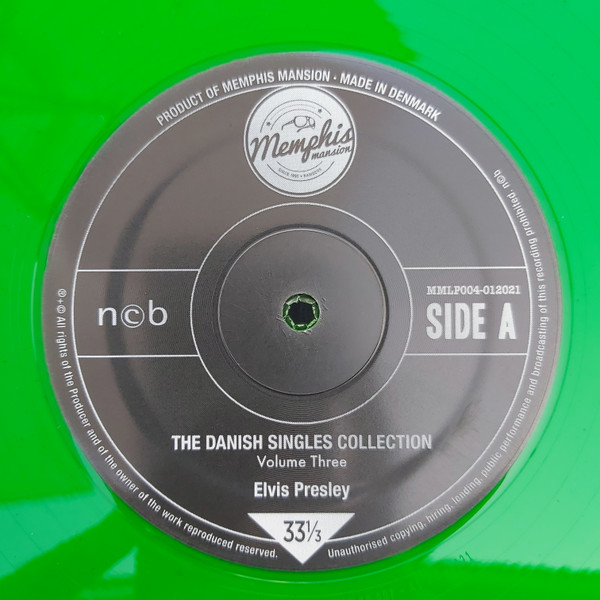 PRODUCT OF MEMPHIS MANSION · MADE IN DENMARK
Memphis
mansion
n©b
MMLP004-012021
SIDE A
THE DANISH SINGLES COLLECTION
Volume Three
Elvis Presley
33⅓
℗+© All rights of the Producer and of the owner of the work reproduced reserved.
Unauthorised copying, hiring, lending, public performance and broadcasting of this recording prohibited. n©b